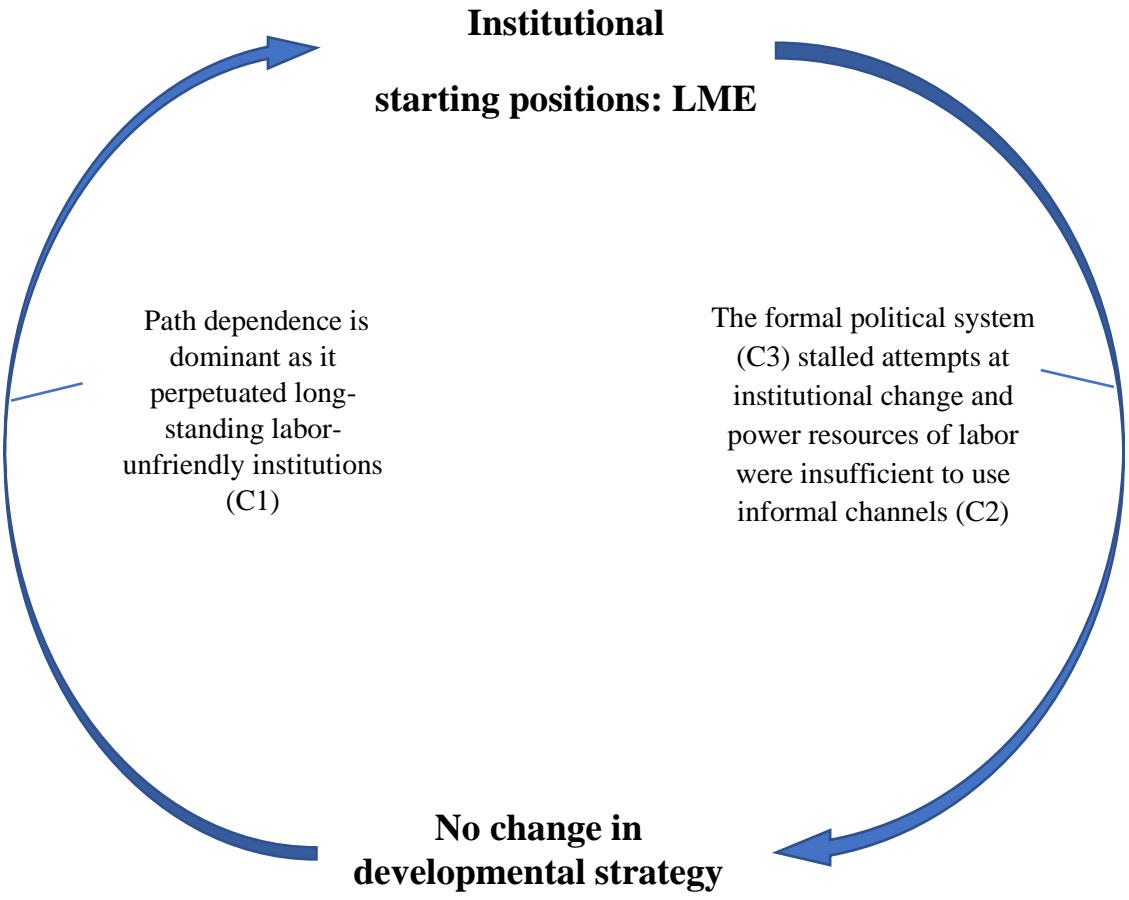 Institutional
starting positions: LME
Path dependence is
dominant as it
perpetuated long-
standing labor-
unfriendly institutions
(C1)
The formal political system
(C3) stalled attempts at
institutional change and
power resources of labor
were insufficient to use
informal channels (C2)
No change in
developmental strategy